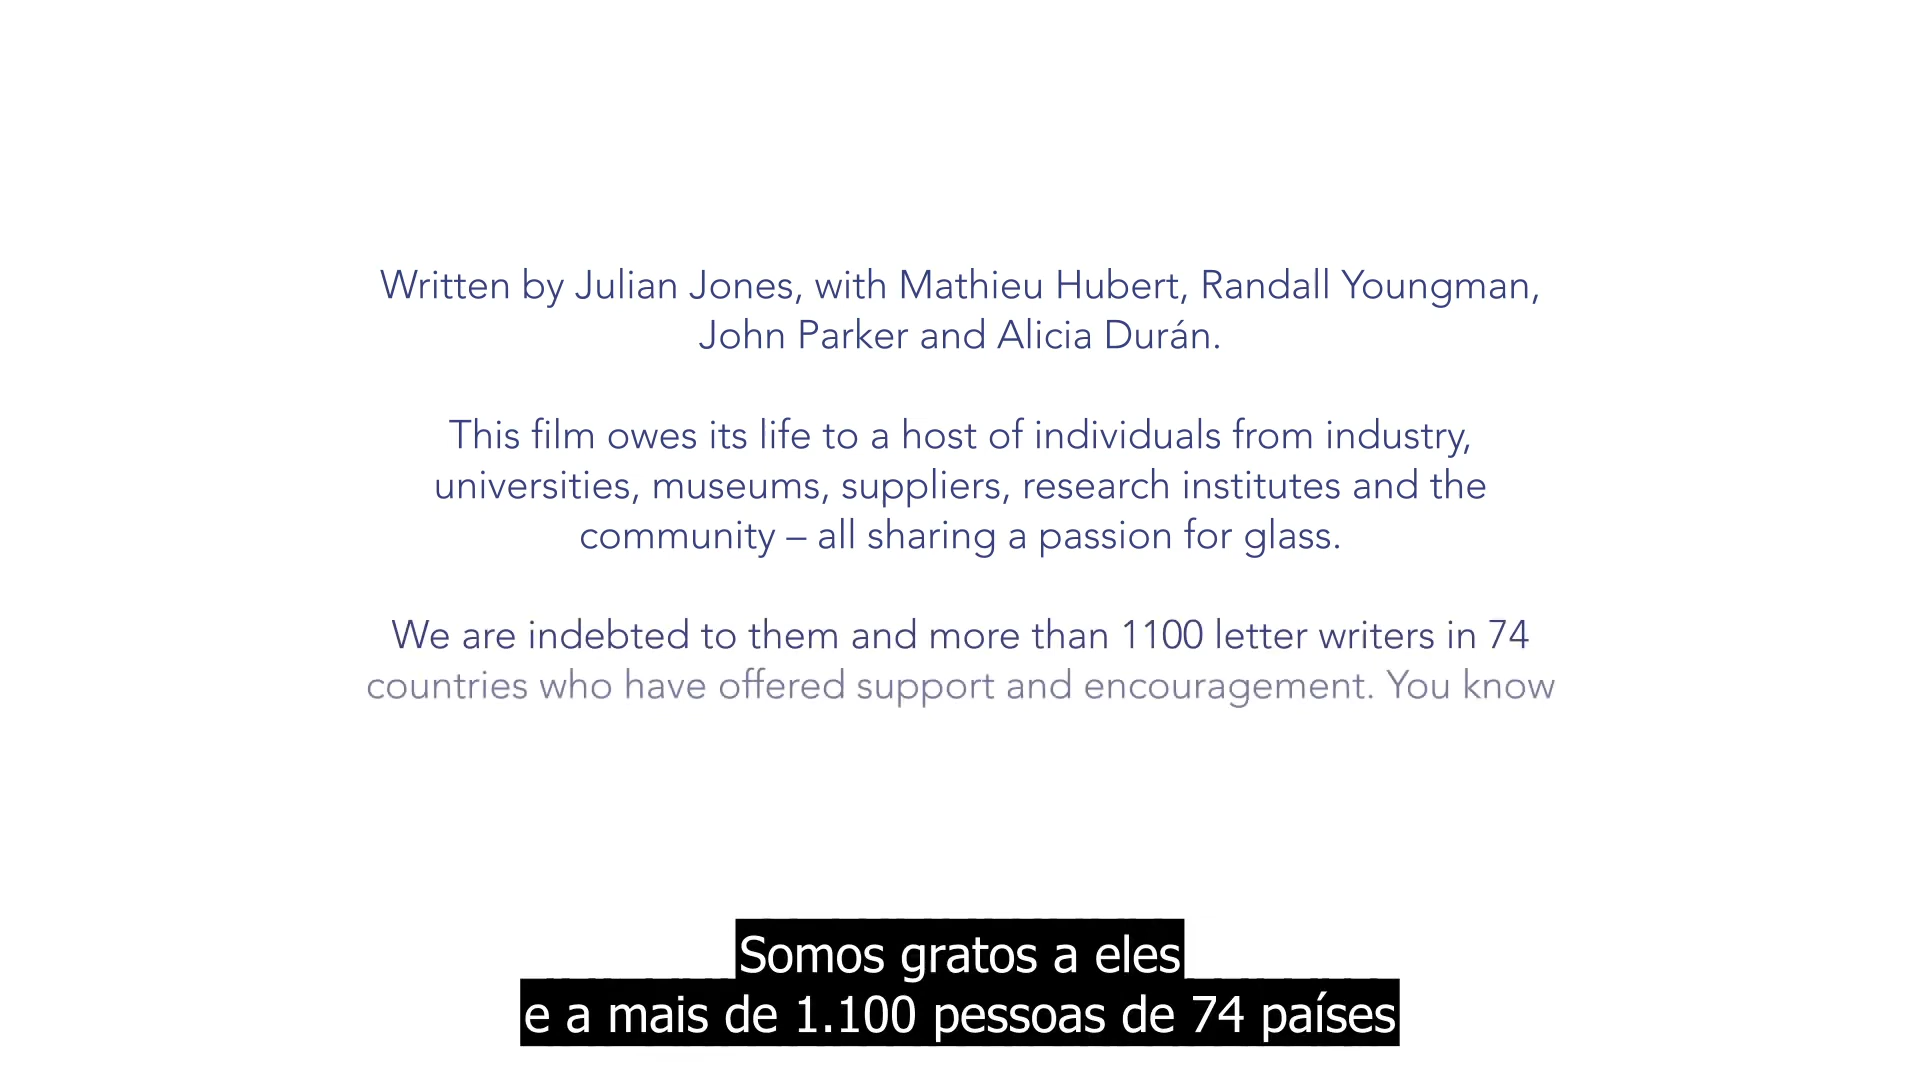 Written by Julian Jones, with Mathieu Hubert, Randall Youngman,
John Parker and Alicia Durán.
This film owes its life to a host of individuals from industry,
universities, museums, suppliers, research institutes and the
community – all sharing a passion for glass.
We are indebted to them and more than 1100 letter writers in 74
countries who have offered support and encouragement. You know
Somos gratos a eles
e a mais de 1.100 pessoas de 74 países